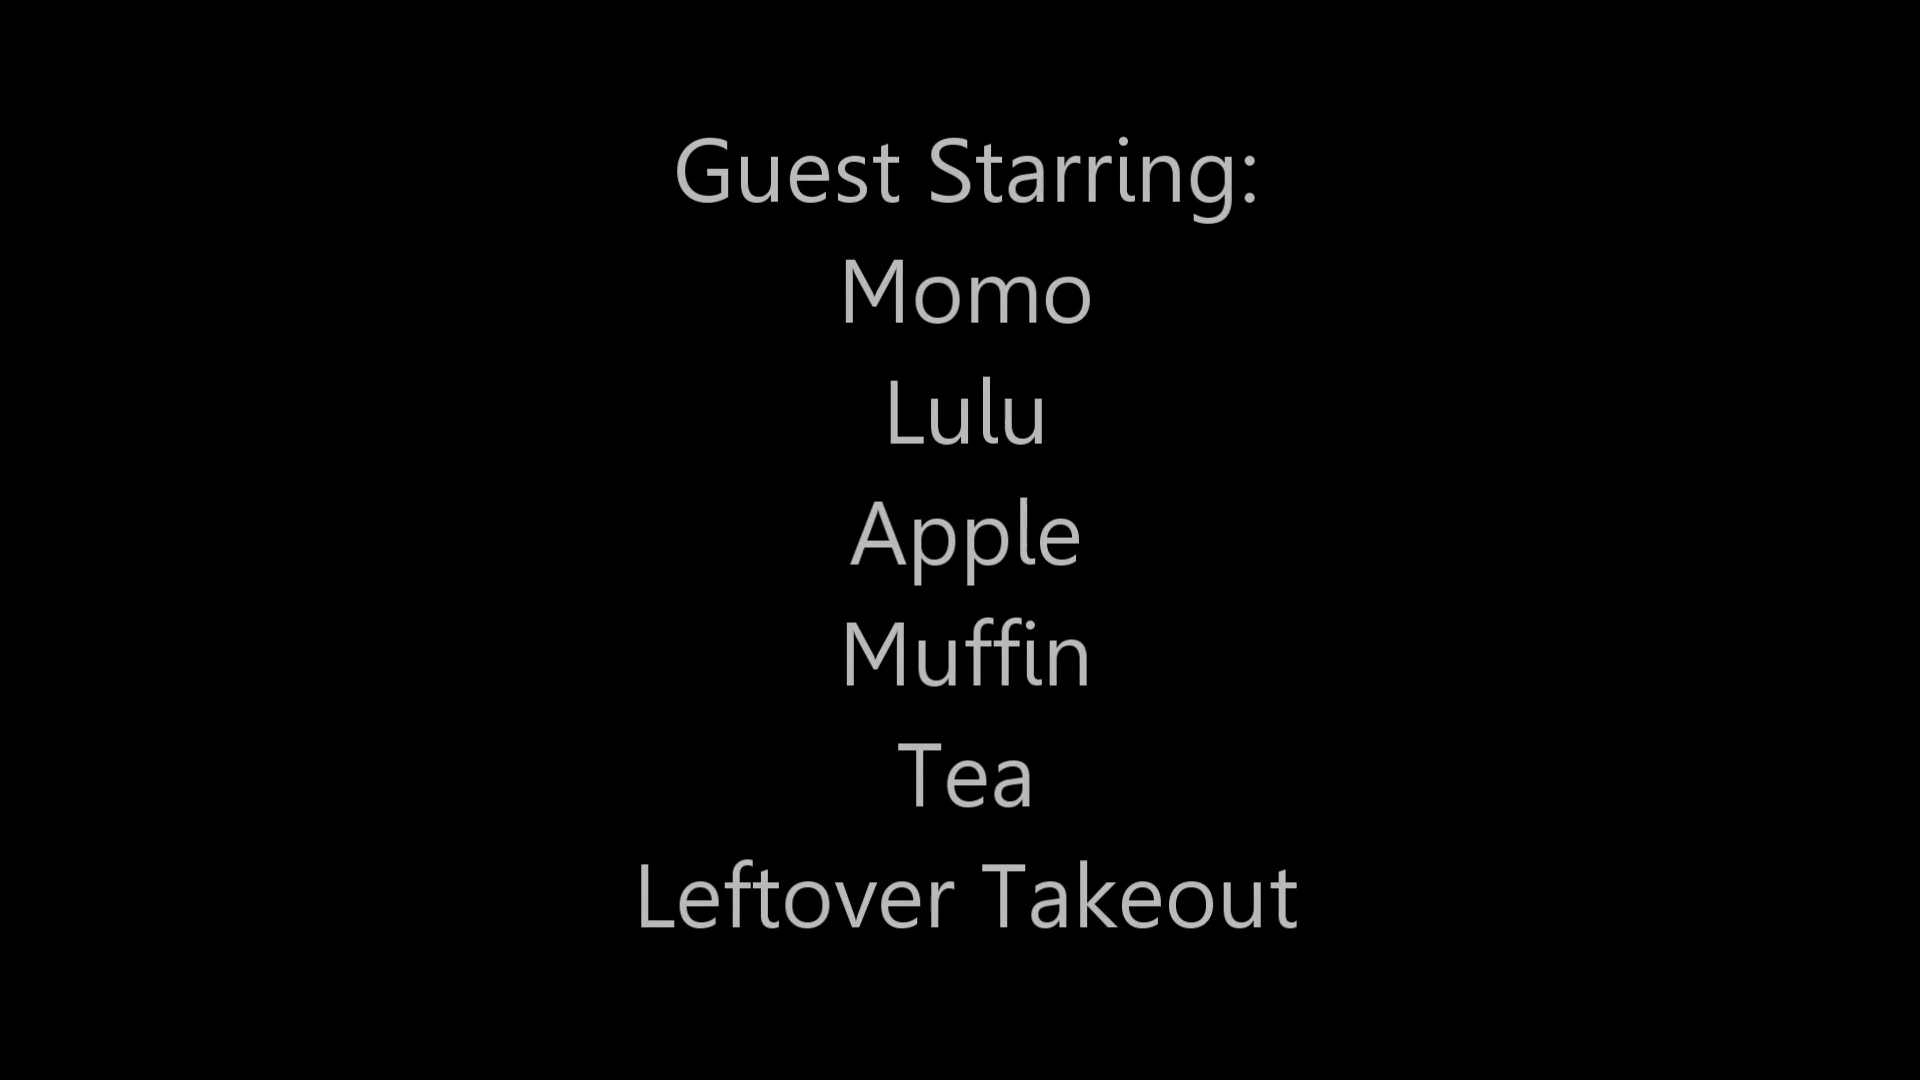 Guest Starring:
Momo
Lulu
Apple
Muffin
Tea
Leftover Takeout